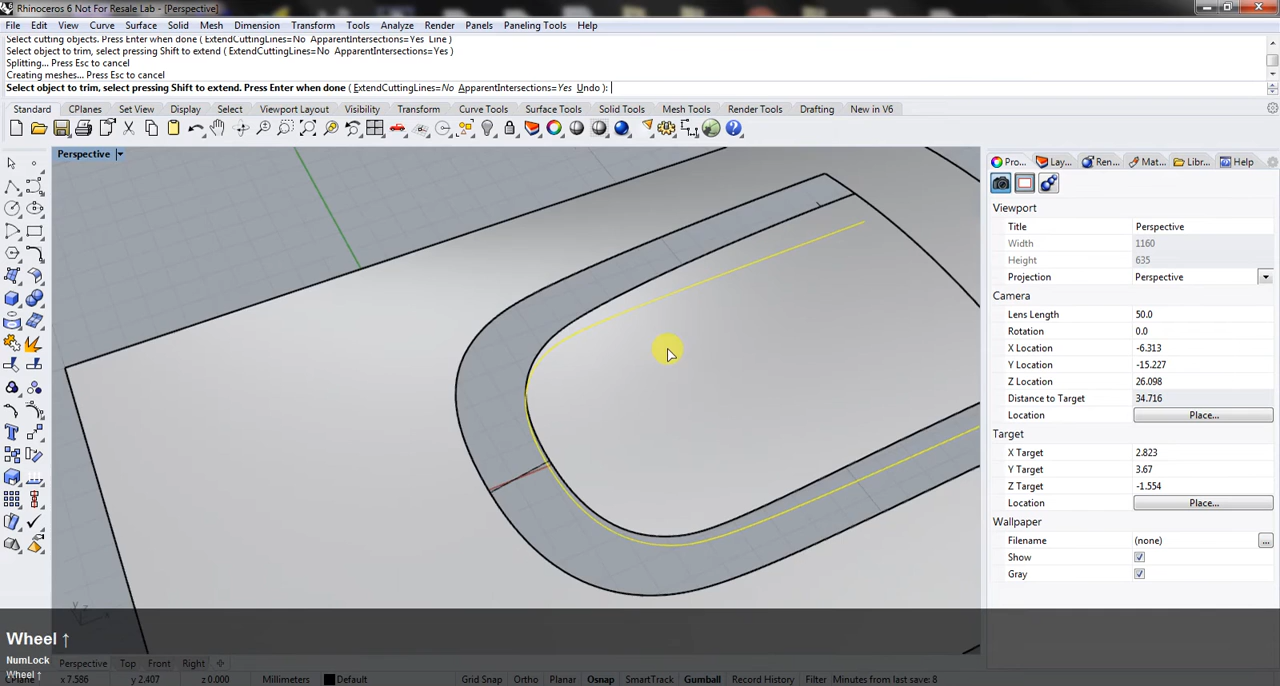 Rhinoceros 6 Not For Resale Lab - [Perspective]
File Edit View Curve Surface Solid Mesh Dimension Transform Tools Analyze Render Panels Paneling Tools Help
Select cutting objects. Press Enter when done ( ExtendCuttingLines=No ApparentIntersections=Yes Line )
Select object to trim, select pressing Shift to extend ( ExtendCuttingLines=No ApparentIntersections=Yes )
Splitting... Press Esc to cancel
Creating meshes... Press Esc to cancel
Select object to trim, select pressing Shift to extend. Press Enter when done ( ExtendCuttingLines=No ApparentIntersections=Yes Undo ):
Standard CPlanes Set View Display Select Viewport Layout Visibility Transform Curve Tools Surface Tools Solid Tools Mesh Tools Render Tools Drafting New in V6
Perspective
Pro... Lay... Ren... Mat... Libr... Help
Viewport
Title Perspective
Width 1160
Height 635
Projection Perspective
Camera
Lens Length 50.0
Rotation 0.0
X Location -6.313
Y Location -15.227
Z Location 26.098
Distance to Target 34.716
Location Place...
Target
X Target 2.823
Y Target 3.67
Z Target -1.554
Location Place...
Wallpaper
Filename (none) ...
Show
Gray
Wheel ↑
NumLock
Wheel ↑
Perspective Top Front Right
CPlane x 7.586 y 2.407 z 0.000 Millimeters Default Grid Snap Ortho Planar Osnap SmartTrack Gumball Record History Filter Minutes from last save: 8